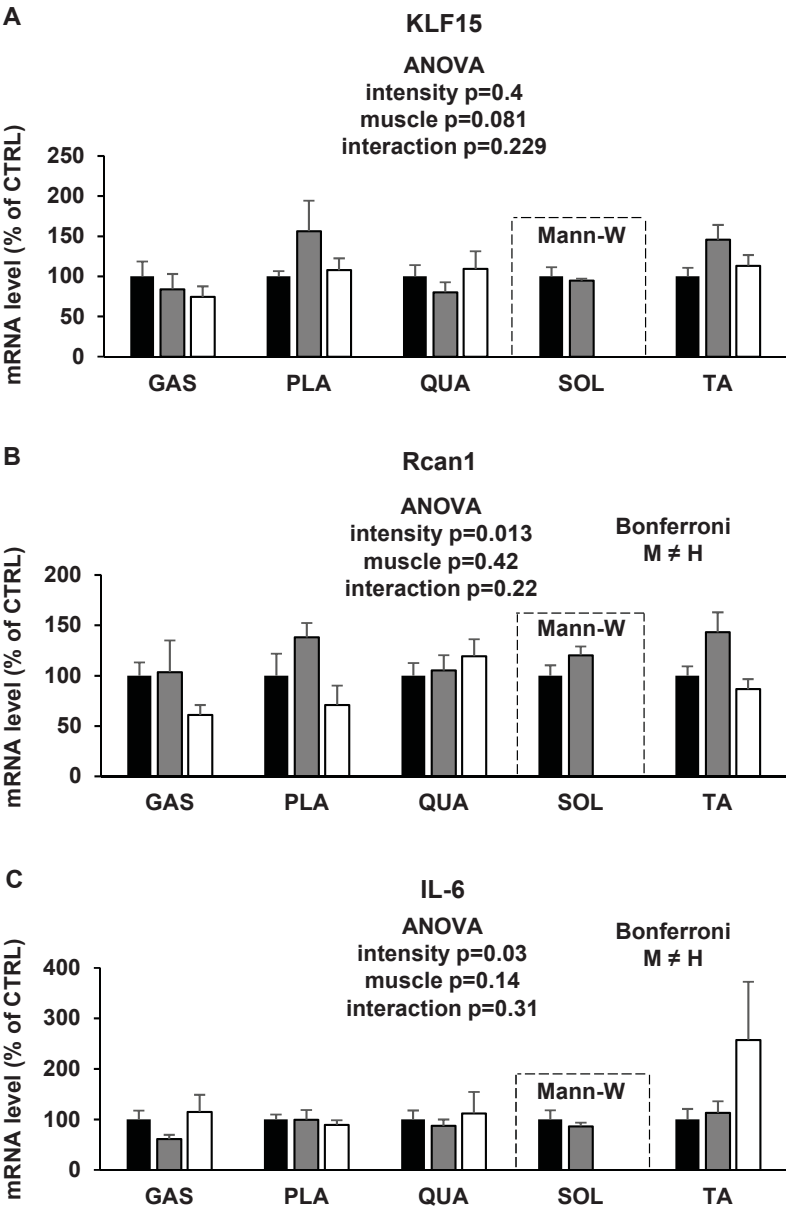 A
KLF15
ANOVA
intensity p=0.4
muscle p=0.081
interaction p=0.229
mRNA level (% of CTRL)
250
200
150
100
50
0
Mann-W
GAS PLA QUA SOL TA
B
Rcan1
ANOVA
intensity p=0.013
muscle p=0.42
interaction p=0.22
Bonferroni
M ≠ H
mRNA level (% of CTRL)
200
150
100
50
0
Mann-W
GAS PLA QUA SOL TA
C
IL-6
ANOVA
intensity p=0.03
muscle p=0.14
interaction p=0.31
Bonferroni
M ≠ H
mRNA level (% of CTRL)
400
300
200
100
0
Mann-W
GAS PLA QUA SOL TA